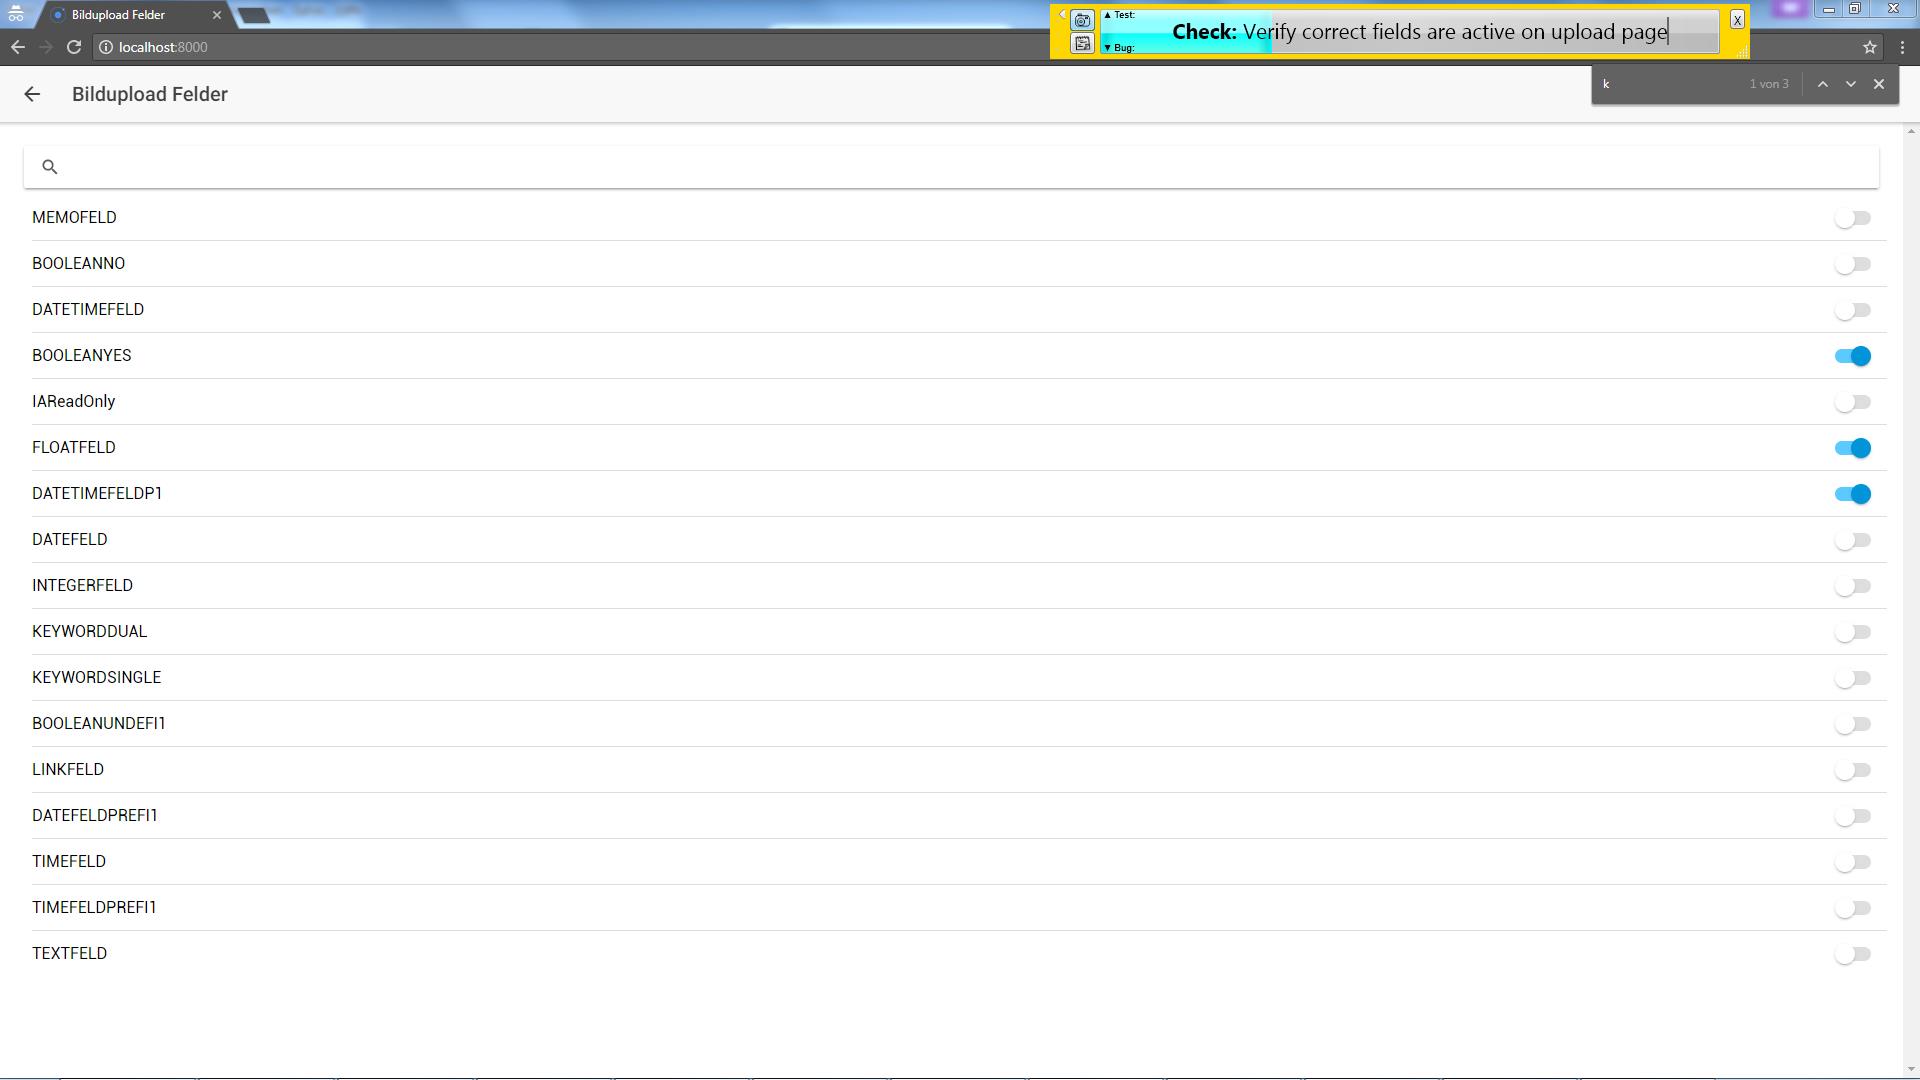 Bildupload Felder
localhost:8000
▲ Test:
Check: Verify correct fields are active on upload page
▼ Bug:
X
k
1 von 3
Bildupload Felder
MEMOFELD
BOOLEANNO
DATETIMEFELD
BOOLEANYES
IAReadOnly
FLOATFELD
DATETIMEFELDP1
DATEFELD
INTEGERFELD
KEYWORDDUAL
KEYWORDSINGLE
BOOLEANUNDEFI1
LINKFELD
DATEFELDPREFI1
TIMEFELD
TIMEFELDPREFI1
TEXTFELD